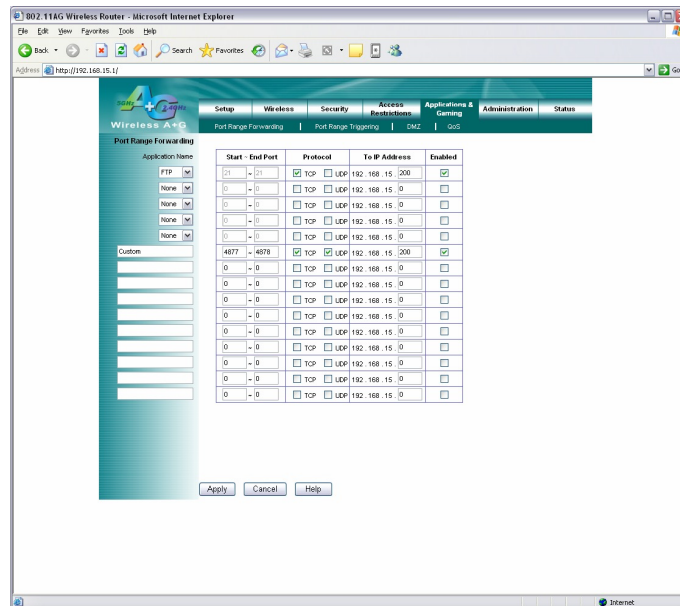 802.11AG Wireless Router - Microsoft Internet Explorer
File Edit View Favorites Tools Help
Back Search Favorites
Address http://192.168.15.1/ Go
5GHz A+G 2.4GHz
Wireless A+G
Setup Wireless Security Access Restrictions Applications & Gaming Administration Status
Port Range Forwarding | Port Range Triggering | DMZ | QoS
Port Range Forwarding
Application Name Start - End Port Protocol To IP Address Enabled
FTP 21 ~ 21 TCP UDP 192 . 168 . 15 . 200
None 0 ~ 0 TCP UDP 192 . 168 . 15 . 0
None 0 ~ 0 TCP UDP 192 . 168 . 15 . 0
None 0 ~ 0 TCP UDP 192 . 168 . 15 . 0
None 0 ~ 0 TCP UDP 192 . 168 . 15 . 0
Custom 4877 ~ 4878 TCP UDP 192 . 168 . 15 . 200
0 ~ 0 TCP UDP 192 . 168 . 15 . 0
0 ~ 0 TCP UDP 192 . 168 . 15 . 0
0 ~ 0 TCP UDP 192 . 168 . 15 . 0
0 ~ 0 TCP UDP 192 . 168 . 15 . 0
0 ~ 0 TCP UDP 192 . 168 . 15 . 0
0 ~ 0 TCP UDP 192 . 168 . 15 . 0
0 ~ 0 TCP UDP 192 . 168 . 15 . 0
0 ~ 0 TCP UDP 192 . 168 . 15 . 0
0 ~ 0 TCP UDP 192 . 168 . 15 . 0
Apply Cancel Help
Internet